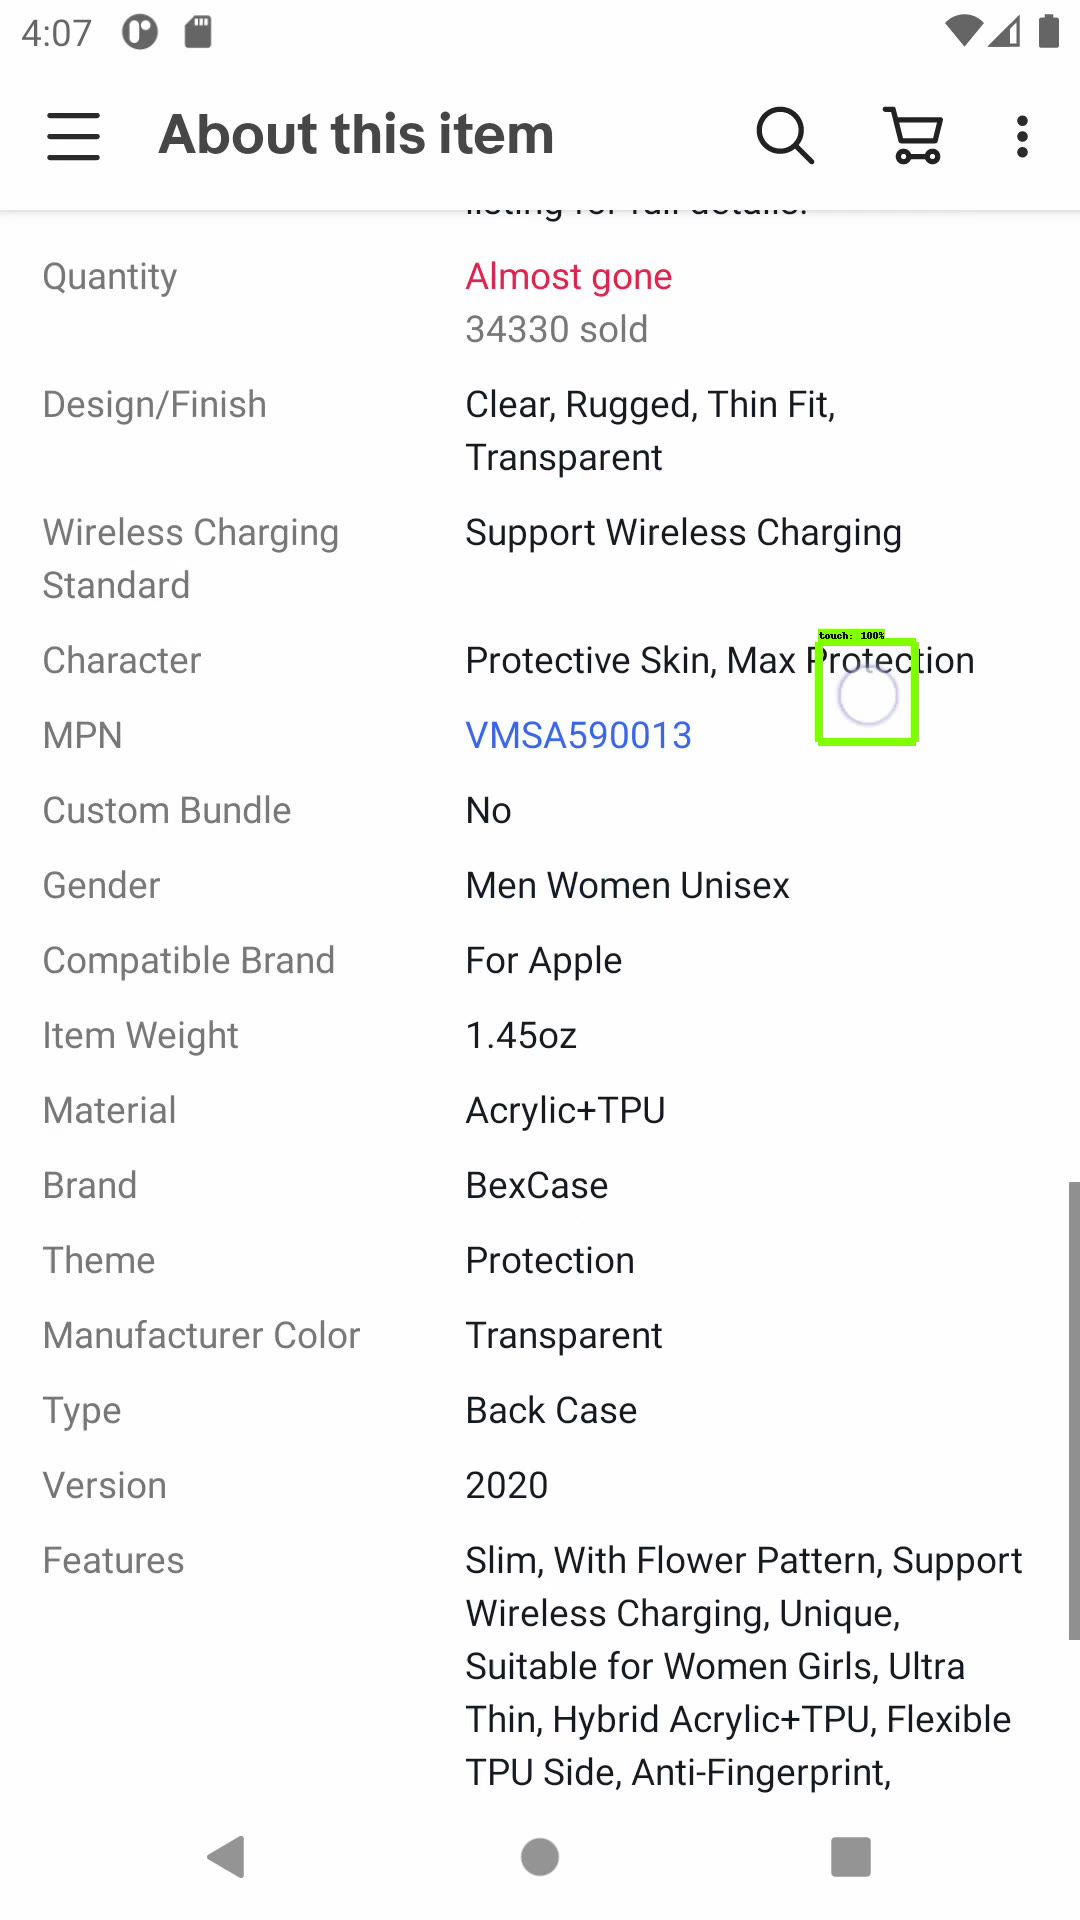 4:07
About this item
listing for full details.
Quantity
Almost gone
34330 sold
Design/Finish
Clear, Rugged, Thin Fit,
Transparent
Wireless Charging
Standard
Support Wireless Charging
touch: 100%
Character
Protective Skin, Max Protection
MPN
VMSA590013
Custom Bundle
No
Gender
Men Women Unisex
Compatible Brand
For Apple
Item Weight
1.45oz
Material
Acrylic+TPU
Brand
BexCase
Theme
Protection
Manufacturer Color
Transparent
Type
Back Case
Version
2020
Features
Slim, With Flower Pattern, Support
Wireless Charging, Unique,
Suitable for Women Girls, Ultra
Thin, Hybrid Acrylic+TPU, Flexible
TPU Side, Anti-Fingerprint,